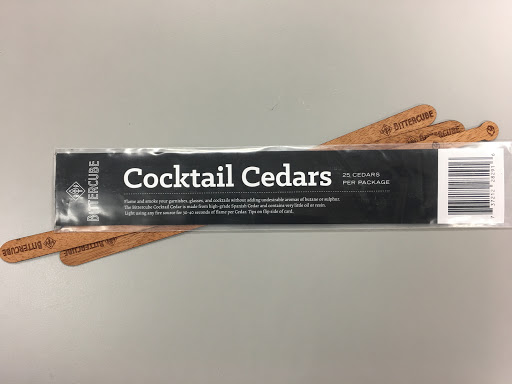 BITTERCUBE
BITTERCUBE
BITTERCUBE
Cocktail Cedars
25 CEDARS
PER PACKAGE
Flame and smoke your garnishes, glasses, and cocktails without adding undesirable aromas of butane or sulphur.
The Bittercube Cocktail Cedar is made from high-grade Spanish Cedar and contains very little oil or resin.
Light using any fire source for 30-40 seconds of flame per Cedar. Tips on flip side of card.
BITTERCUBE
BITTERCUBE